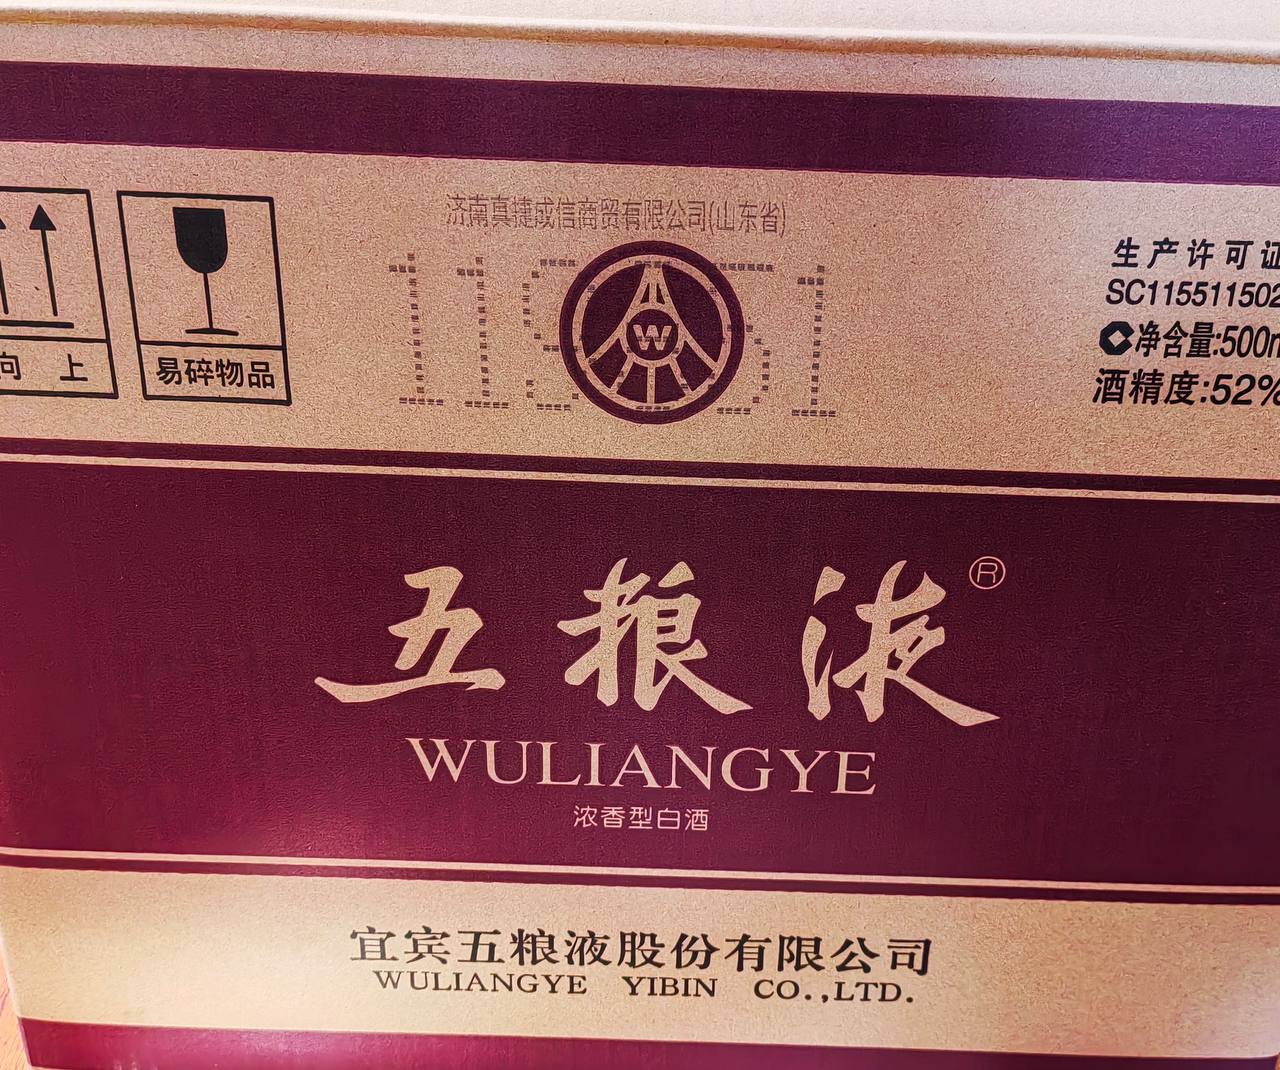 济南真捷成信商贸有限公司(山东省)
W
向 上
易碎物品
生产许可证
SC115511502
净含量:500m
酒精度:52%
五粮液®
WULIANGYE
浓香型白酒
宜宾五粮液股份有限公司
WULIANGYE YIBIN CO.,LTD.